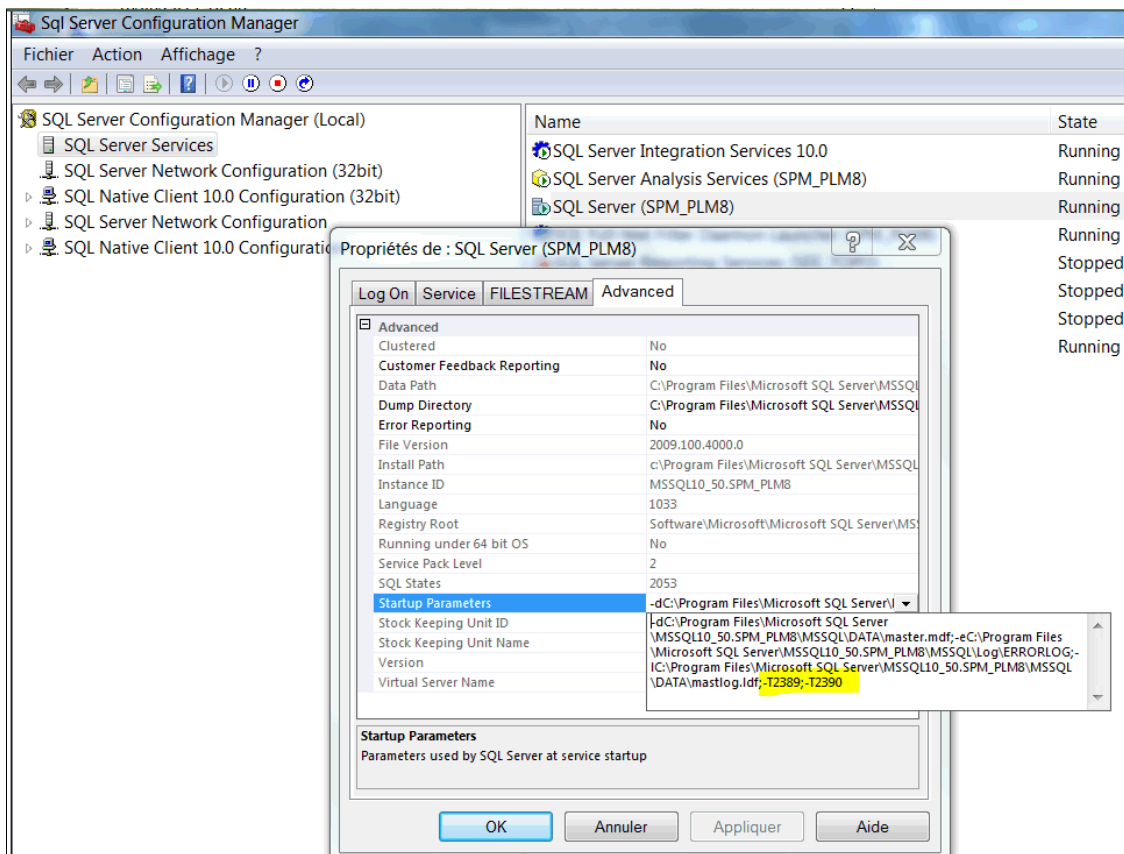 Sql Server Configuration Manager
Fichier Action Affichage ?
SQL Server Configuration Manager (Local)
SQL Server Services
SQL Server Network Configuration (32bit)
SQL Native Client 10.0 Configuration (32bit)
SQL Server Network Configuration
SQL Native Client 10.0 Configuratio
Name State
SQL Server Integration Services 10.0 Running
SQL Server Analysis Services (SPM_PLM8) Running
SQL Server (SPM_PLM8) Running
Running
Stopped
Stopped
Stopped
Running
Propriétés de : SQL Server (SPM_PLM8)
Log On Service FILESTREAM Advanced
Advanced
Clustered No
Customer Feedback Reporting No
Data Path C:\Program Files\Microsoft SQL Server\MSSQL
Dump Directory C:\Program Files\Microsoft SQL Server\MSSQL
Error Reporting No
File Version 2009.100.4000.0
Install Path c:\Program Files\Microsoft SQL Server\MSSQL
Instance ID MSSQL10_50.SPM_PLM8
Language 1033
Registry Root Software\Microsoft\Microsoft SQL Server\MS
Running under 64 bit OS No
Service Pack Level 2
SQL States 2053
Startup Parameters -dC:\Program Files\Microsoft SQL Server\
Stock Keeping Unit ID
Stock Keeping Unit Name
Version
Virtual Server Name
-dC:\Program Files\Microsoft SQL Server
\MSSQL10_50.SPM_PLM8\MSSQL\DATA\master.mdf;-eC:\Program Files
\Microsoft SQL Server\MSSQL10_50.SPM_PLM8\MSSQL\Log\ERRORLOG;-
lC:\Program Files\Microsoft SQL Server\MSSQL10_50.SPM_PLM8\MSSQL
\DATA\mastlog.ldf;-T2389;-T2390
Startup Parameters
Parameters used by SQL Server at service startup
OK Annuler Appliquer Aide